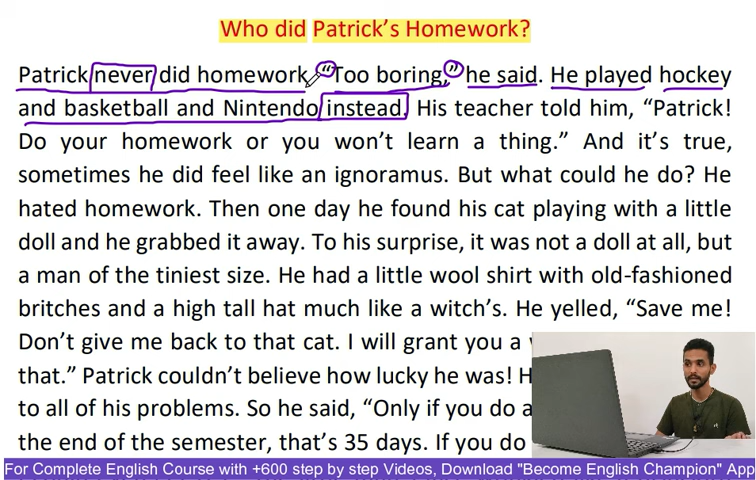 Who did Patrick's Homework?
Patrick never did homework. "Too boring," he said. He played hockey
and basketball and Nintendo instead. His teacher told him, "Patrick!
Do your homework or you won't learn a thing." And it's true,
sometimes he did feel like an ignoramus. But what could he do? He
hated homework. Then one day he found his cat playing with a little
doll and he grabbed it away. To his surprise, it was not a doll at all, but
a man of the tiniest size. He had a little wool shirt with old-fashioned
britches and a high tall hat much like a witch's. He yelled, "Save me!
Don't give me back to that cat. I will grant you a
that." Patrick couldn't believe how lucky he was! H
to all of his problems. So he said, "Only if you do a
the end of the semester, that's 35 days. If you do
For Complete English Course with +600 step by step Videos, Download "Become English Champion" App